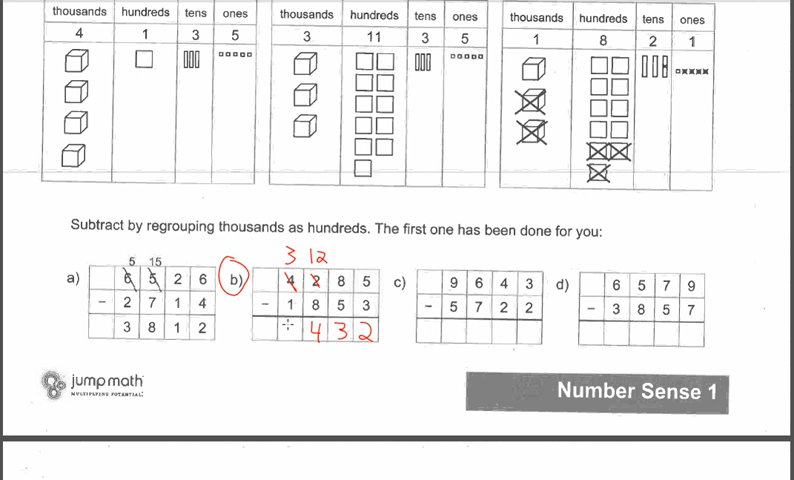 thousands hundreds tens ones thousands hundreds tens ones thousands hundreds tens ones
4 1 3 5 3 11 3 5 1 8 2 1
Subtract by regrouping thousands as hundreds. The first one has been done for you:
5 15 3 12
a) 6 5 2 6 b) 4 2 8 5 c) 9 6 4 3 d) 6 5 7 9
- 2 7 1 4 - 1 8 5 3 - 5 7 2 2 - 3 8 5 7
3 8 1 2 4 3 2
jump math
MULTIPLYING POTENTIAL.
Number Sense 1